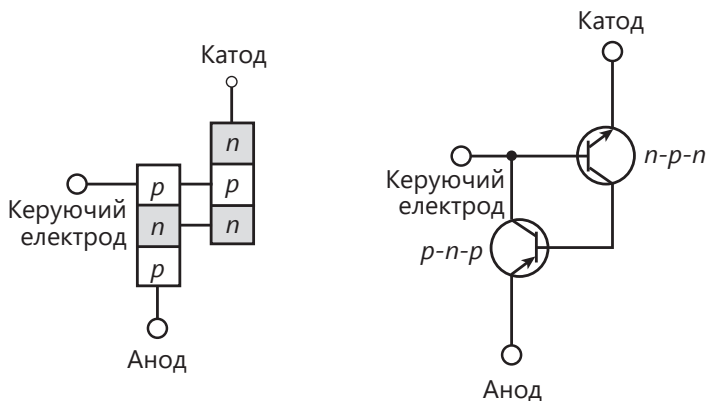 Катод
n
p
n
Керуючий
електрод
p
n
p
Анод
Катод
n-p-n
Керуючий
електрод
p-n-p
Анод